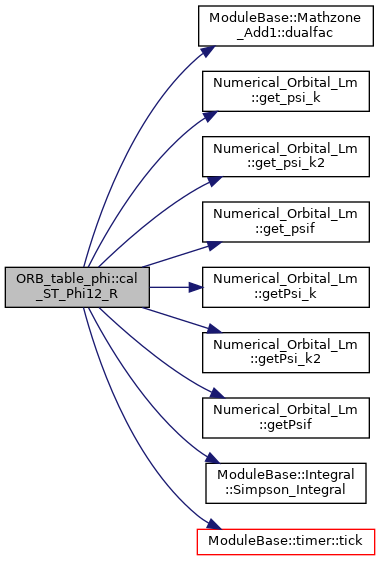 ModuleBase::Mathzone
_Add1::dualfac
Numerical_Orbital_Lm
::get_psi_k
Numerical_Orbital_Lm
::get_psi_k2
Numerical_Orbital_Lm
::get_psif
ORB_table_phi::cal
_ST_Phi12_R
Numerical_Orbital_Lm
::getPsi_k
Numerical_Orbital_Lm
::getPsi_k2
Numerical_Orbital_Lm
::getPsif
ModuleBase::Integral
::Simpson_Integral
ModuleBase::timer::tick